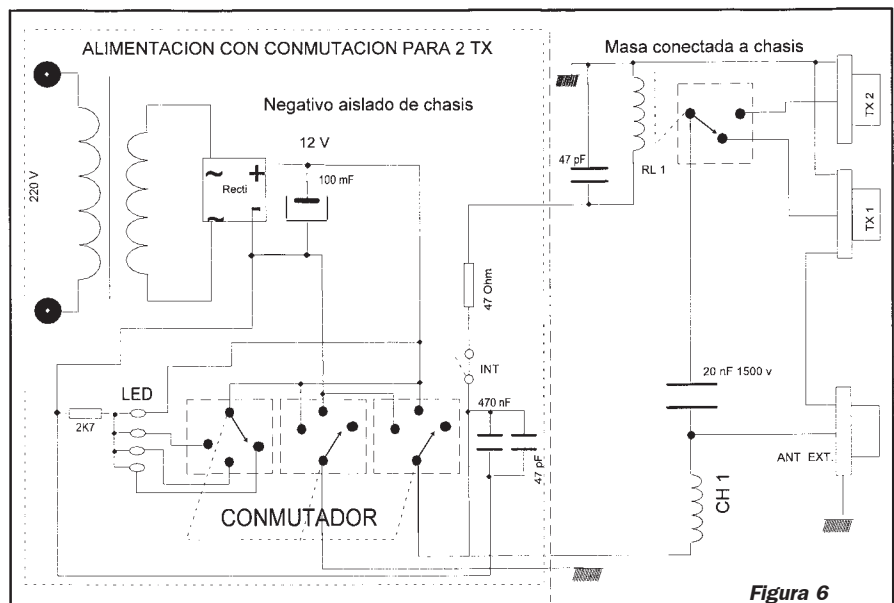 ALIMENTACION CON CONMUTACION PARA 2 TX
Masa conectada a chasis
Negativo aislado de chasis
12 V
220 V
~
+
Recti
-
~
100 mF
47 pF
RL 1
TX 2
TX 1
47 Ohm
INT
470 nF
47 pF
20 nF 1500 v
LED
2K7
CONMUTADOR
CH 1
ANT EXT.
Figura 6